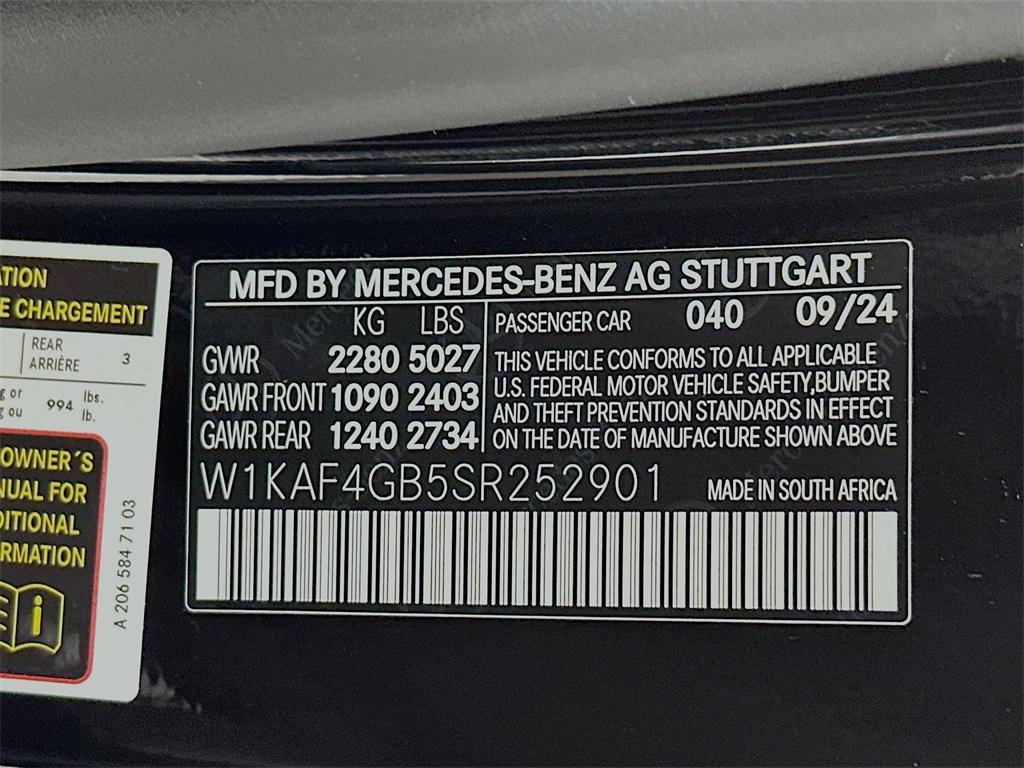 ATION
E CHARGEMENT
REAR
ARRIÈRE 3
g or
g ou 994 lbs.
lb.
OWNER´S
NUAL FOR
DITIONAL
RMATION
A 206 584 71 03
MFD BY MERCEDES-BENZ AG STUTTGART
KG LBS
GVWR 2280 5027
GAWR FRONT 1090 2403
GAWR REAR 1240 2734
PASSENGER CAR 040 09/24
THIS VEHICLE CONFORMS TO ALL APPLICABLE
U.S. FEDERAL MOTOR VEHICLE SAFETY,BUMPER
AND THEFT PREVENTION STANDARDS IN EFFECT
ON THE DATE OF MANUFACTURE SHOWN ABOVE
W1KAF4GB5SR252901
MADE IN SOUTH AFRICA